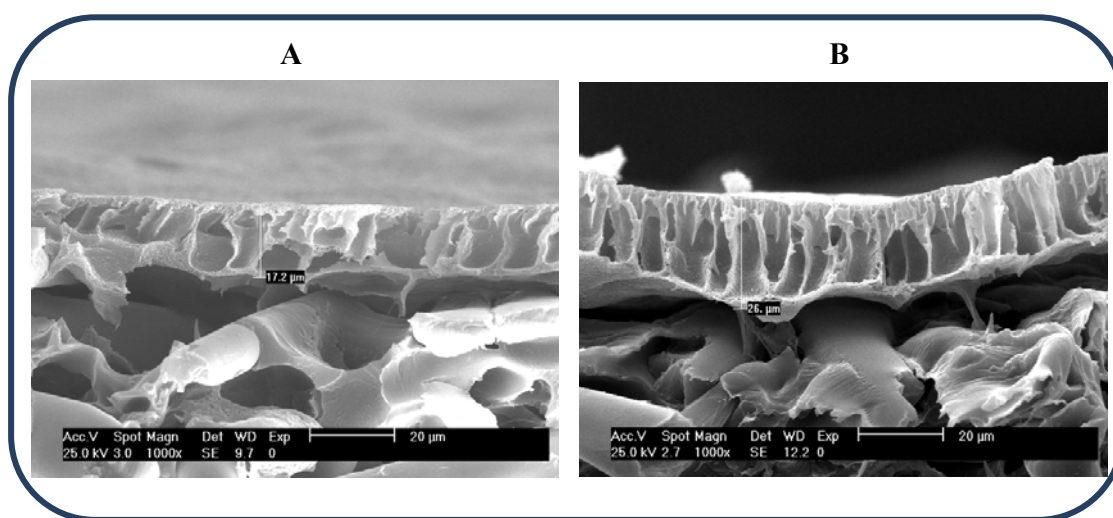 A
B
17.2 µm
26. µm
Acc.V Spot Magn Det WD Exp 20 µm
25.0 kV 3.0 1000x SE 9.7 0
Acc.V Spot Magn Det WD Exp 20 µm
25.0 kV 2.7 1000x SE 12.2 0